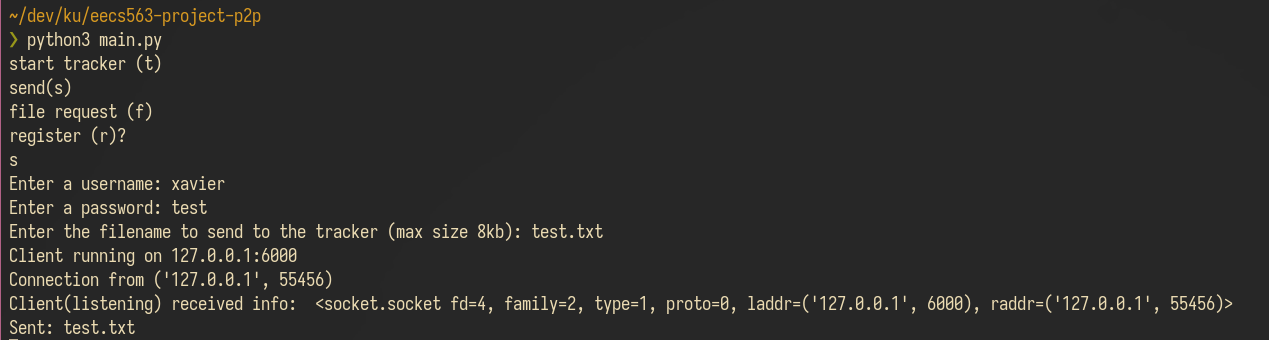 ~/dev/ku/eecs563-project-p2p
❯ python3 main.py
start tracker (t)
send(s)
file request (f)
register (r)?
s
Enter a username: xavier
Enter a password: test
Enter the filename to send to the tracker (max size 8kb): test.txt
Client running on 127.0.0.1:6000
Connection from ('127.0.0.1', 55456)
Client(listening) received info:  <socket.socket fd=4, family=2, type=1, proto=0, laddr=('127.0.0.1', 6000), raddr=('127.0.0.1', 55456)>
Sent: test.txt